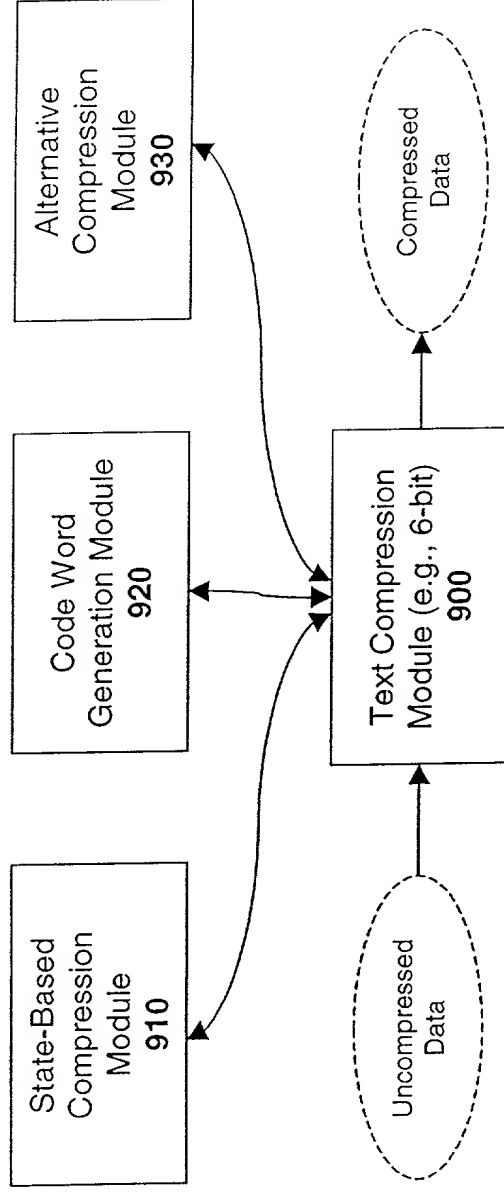 State-Based
Compression
Module
910
Code Word
Generation Module
920
Alternative
Compression
Module
930
Uncompressed
Data
Text Compression
Module (e.g., 6-bit)
900
Compressed
Data